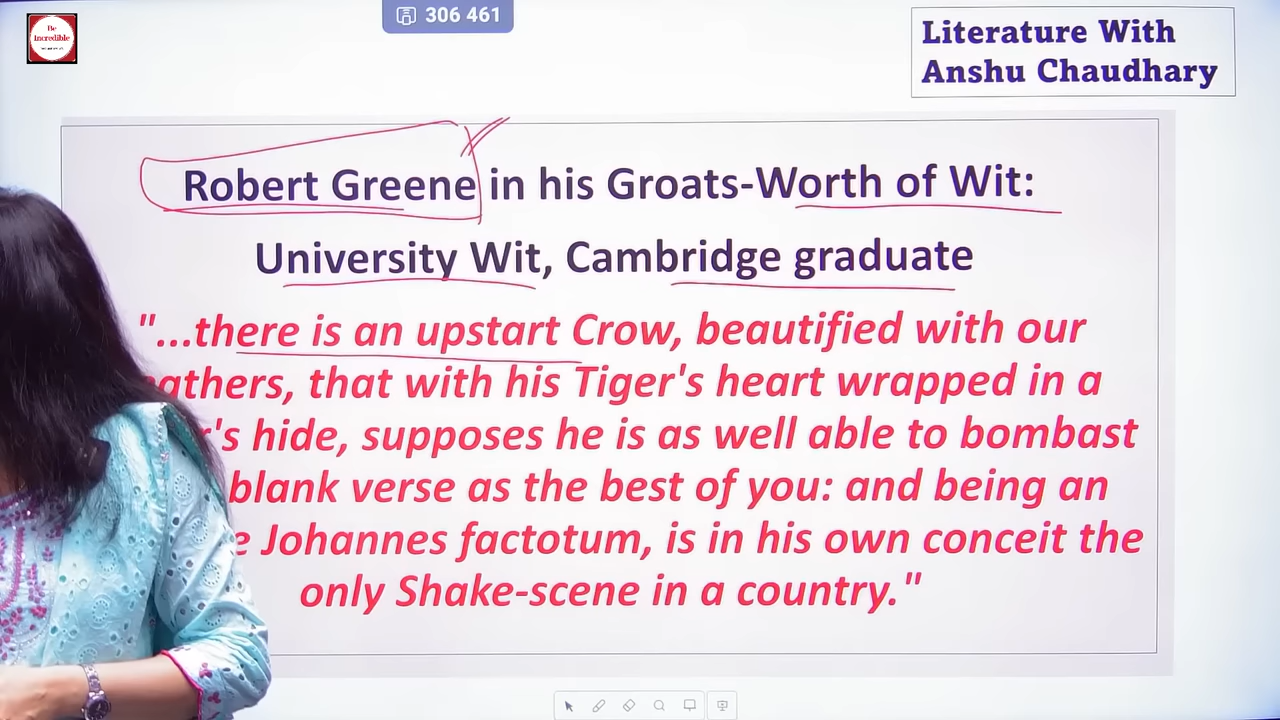 Be
Incredible
306 461
Literature With
Anshu Chaudhary
Robert Greene in his Groats-Worth of Wit:
University Wit, Cambridge graduate
"...there is an upstart Crow, beautified with our
athers, that with his Tiger's heart wrapped in a
r's hide, supposes he is as well able to bombast
blank verse as the best of you: and being an
e Johannes factotum, is in his own conceit the
only Shake-scene in a country."